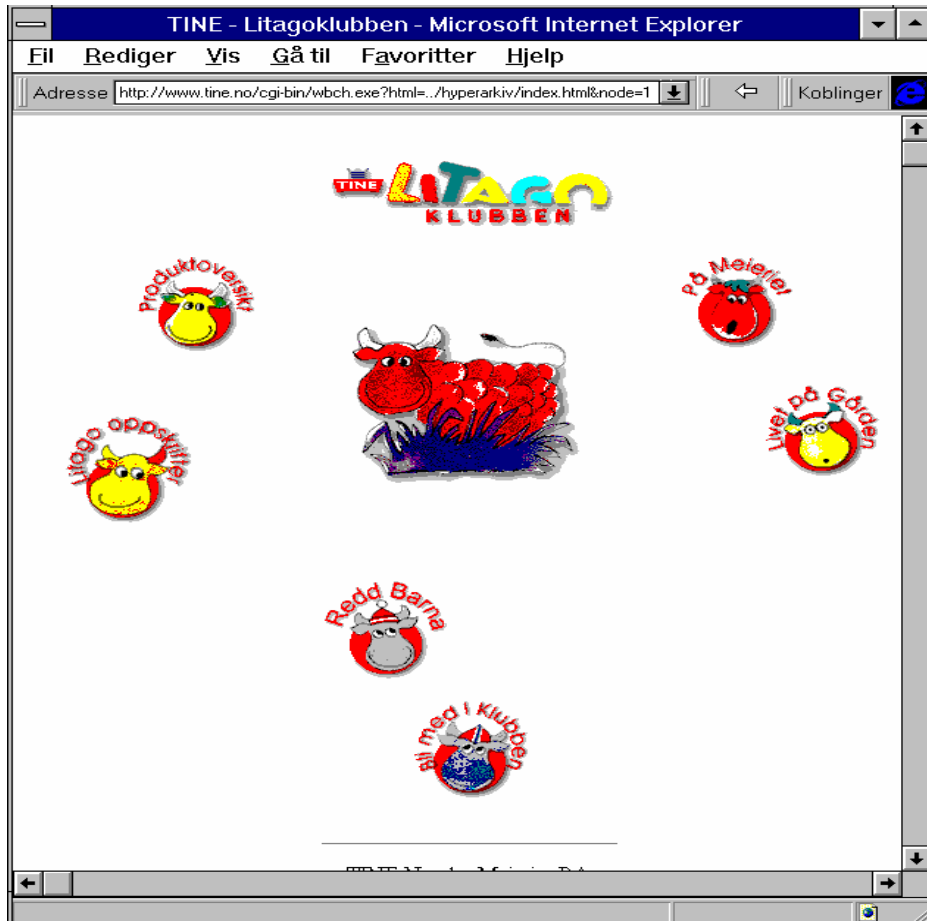 TINE - Litagoklubben - Microsoft Internet Explorer
Fil Rediger Vis Gå til Favoritter Hjelp
Adresse http://www.tine.no/cgi-bin/wbch.exe?html=../hyperarkiv/index.html&node=1 Koblinger
TINE LITAGO
KLUBBEN
Produktoversikt
På Meieriet
Livet på Gården
Litago oppskrifter
Redd Barna
Bli med i Klubben